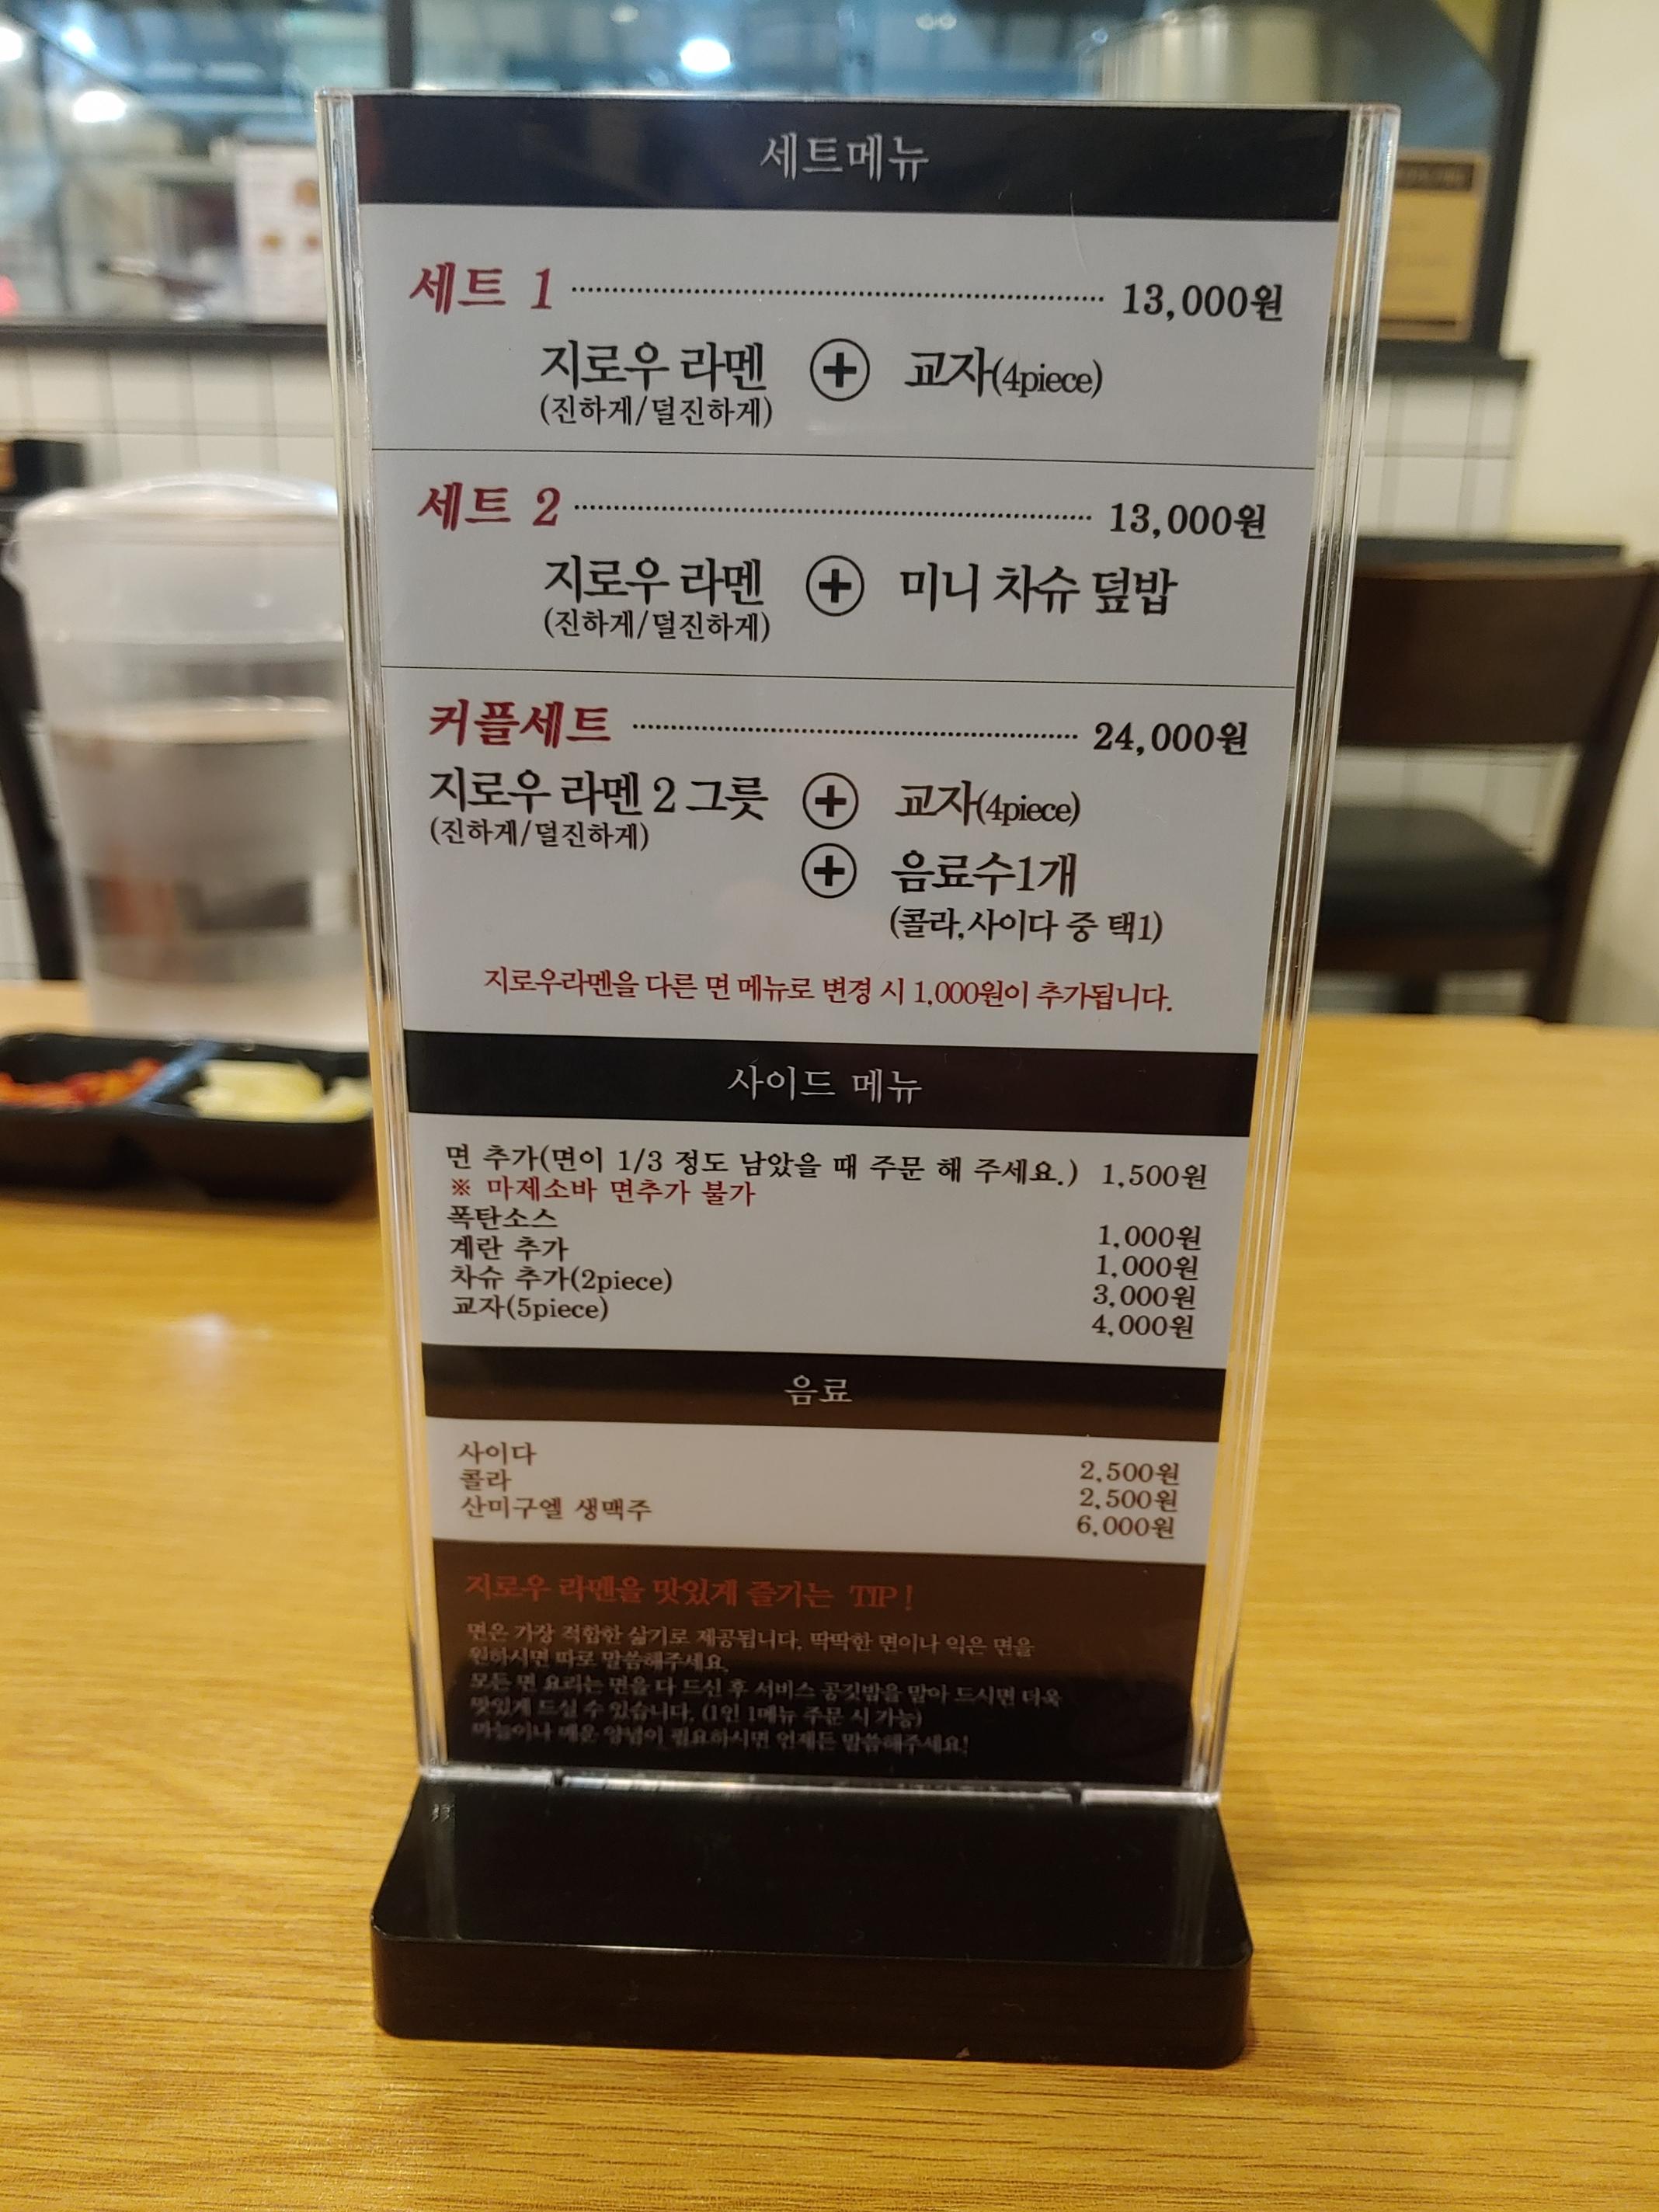 세트메뉴
세트 1 ········ 13,000원
지로우 라멘 + 교자(4piece)
(진하게/덜진하게)
세트 2 ········ 13,000원
지로우 라멘 + 미니 차슈 덮밥
(진하게/덜진하게)
커플세트 ········ 24,000원
지로우 라멘 2 그릇 + 교자(4piece)
(진하게/덜진하게)
+ 음료수1개
(콜라,사이다 중 택1)
지로우라멘을 다른 면 메뉴로 변경 시 1,000원이 추가됩니다.
사이드 메뉴
면 추가(면이 1/3 정도 남았을 때 주문 해 주세요.) 1,500원
※ 마제소바 면추가 불가
폭탄소스 1,000원
계란 추가 1,000원
차슈 추가(2piece) 3,000원
교자(5piece) 4,000원
음료
사이다 2,500원
콜라 2,500원
산미구엘 생맥주 6,000원
지로우 라멘을 맛있게 즐기는 TIP!
면은 가장 적합한 삶기로 제공됩니다. 딱딱한 면이나 익은 면을
원하시면 따로 말씀해주세요.
모든 면 요리는 면을 다 드신 후 서비스 공깃밥을 말아 드시면 더욱
맛있게 드실 수 있습니다. (1인 1메뉴 주문 시 가능)
마늘이나 매운 양념이 필요하시면 언제든 말씀해주세요!